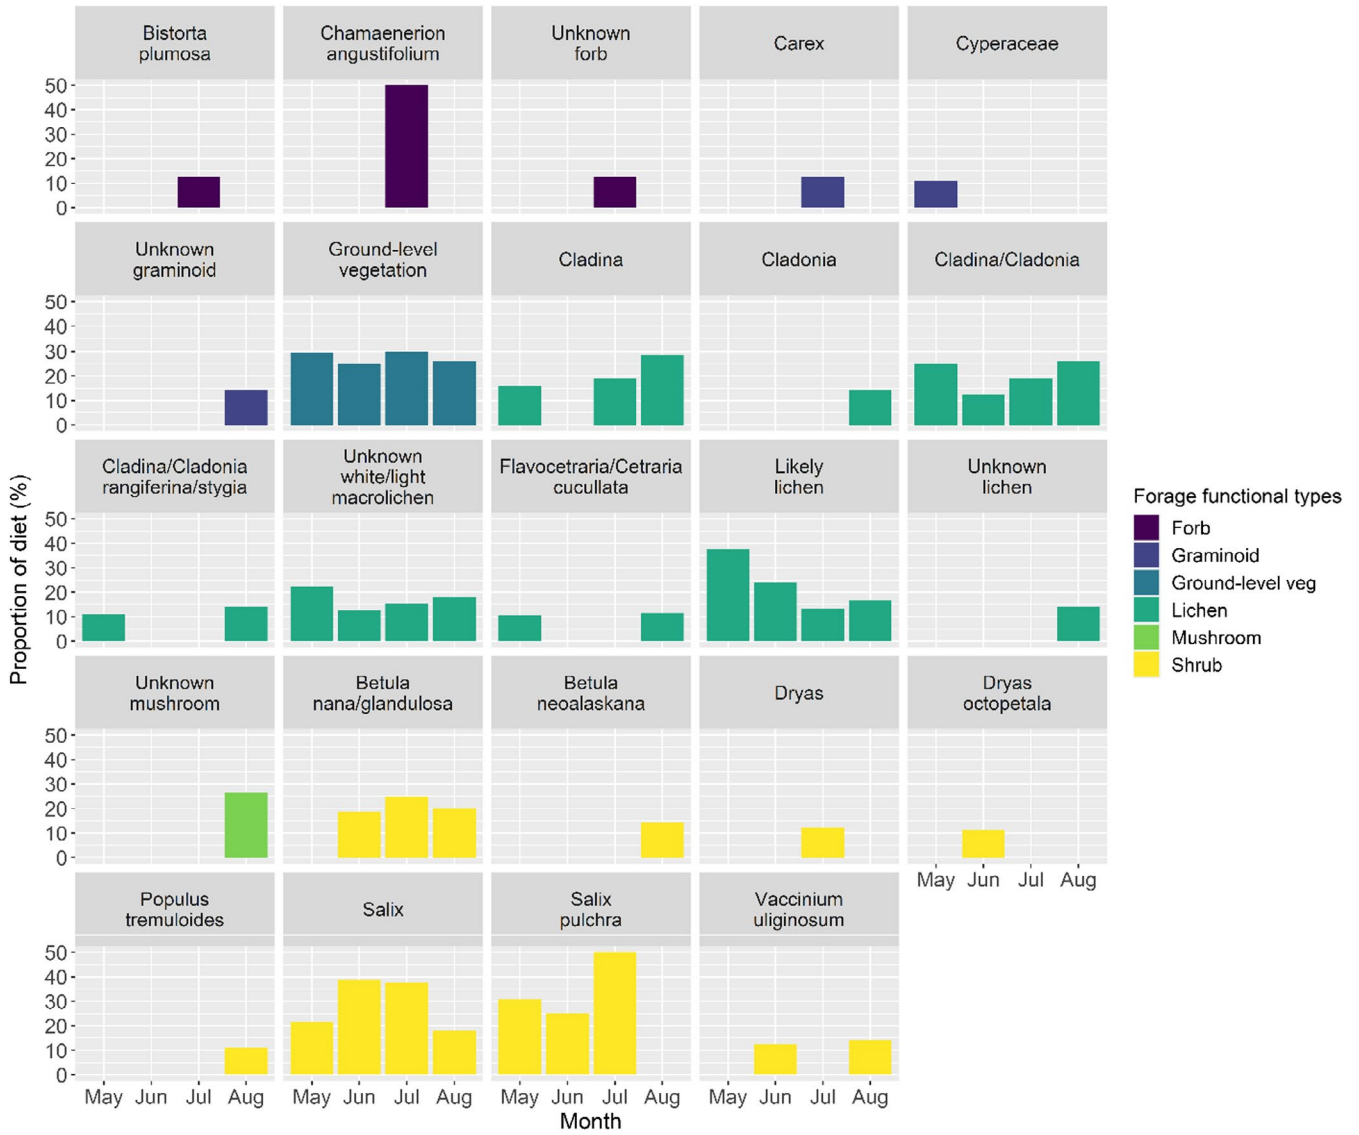 Bistorta
plumosa
Chamaenerion
angustifolium
Unknown
forb
Carex
Cyperaceae
50
40
30
20
10
0
Unknown
graminoid
Ground-level
vegetation
Cladina
Cladonia
Cladina/Cladonia
50
40
30
20
10
0
Cladina/Cladonia
rangiferina/stygia
Unknown
white/light
macrolichen
Flavocetraria/Cetraria
cucullata
Likely
lichen
Unknown
lichen
50
40
30
20
10
0
Unknown
mushroom
Betula
nana/glandulosa
Betula
neoalaskana
Dryas
Dryas
octopetala
50
40
30
20
10
0
May Jun Jul Aug
Populus
tremuloides
Salix
Salix
pulchra
Vaccinium
uliginosum
50
40
30
20
10
0
May Jun Jul Aug
May Jun Jul Aug
May Jun Jul Aug
May Jun Jul Aug
Month
Proportion of diet (%)
Forage functional types
Forb
Graminoid
Ground-level veg
Lichen
Mushroom
Shrub